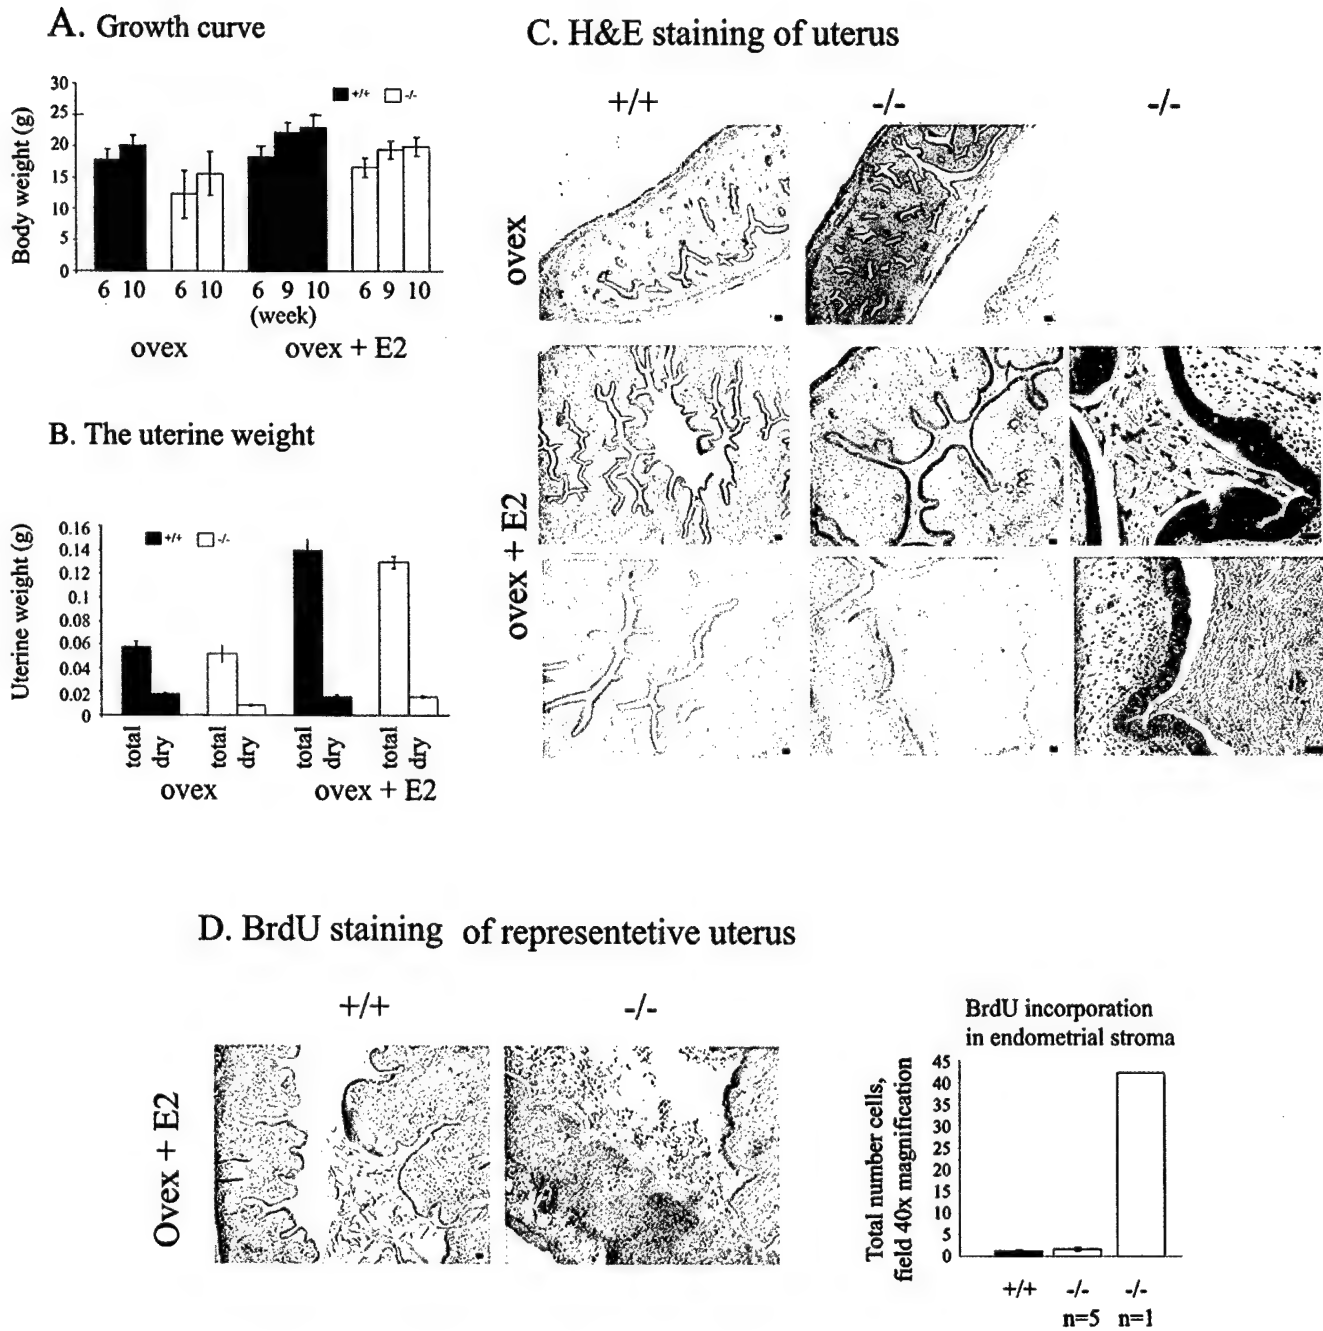 A. Growth curve
30
25
20
15
10
5
0
Body weight (g)
+/+ -/-
6 10 6 10 6 9 10 6 9 10
(week)
ovex ovex + E2
B. The uterine weight
0.16
0.14
0.12
0.1
0.08
0.06
0.04
0.02
0
Uterine weight (g)
+/+ -/-
total dry total dry total dry total dry
ovex ovex + E2
C. H&E staining of uterus
+/+ -/- -/-
ovex
ovex + E2
D. BrdU staining of representetive uterus
+/+ -/-
Ovex + E2
BrdU incorporation
in endometrial stroma
45
40
35
30
45
20
15
10
5
0
Total number cells,
field 40x magnification
+/+ -/- -/-
n=5 n=1